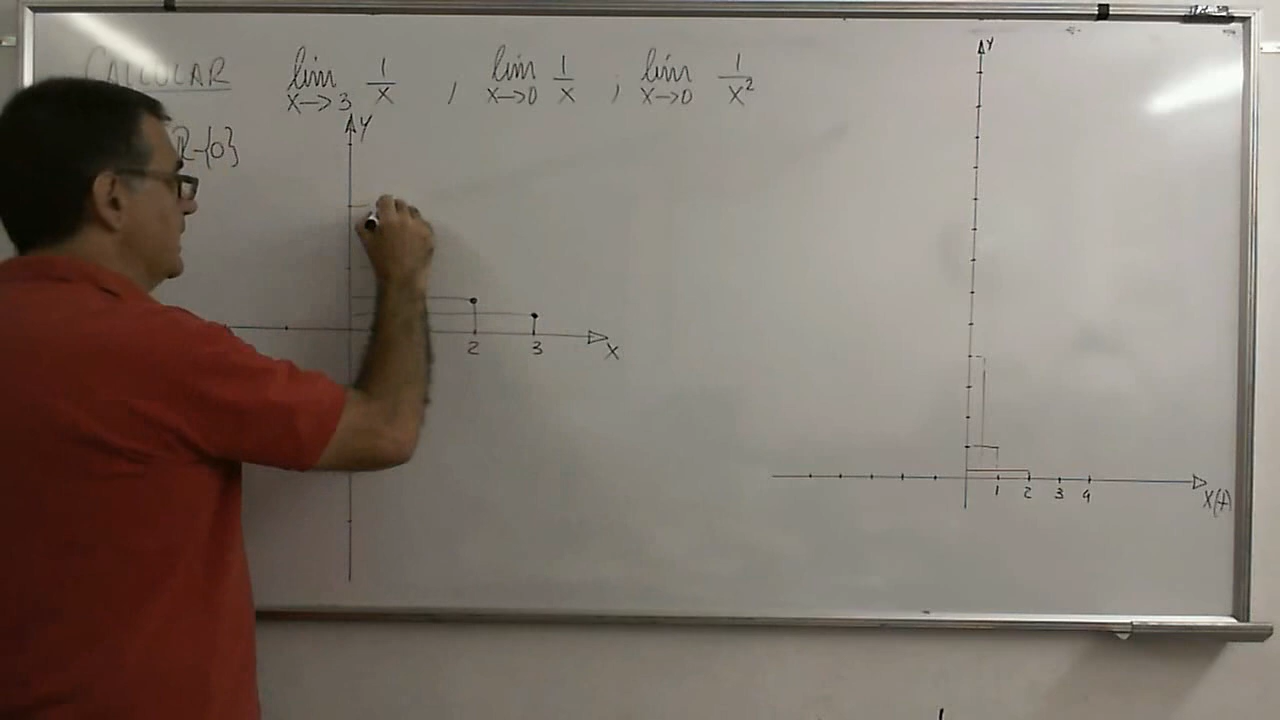 CALCULAR lim x→3 1/x , lim x→0 1/x ; lim x→0 1/x²
R-{0}
Y
Y
2 3 X
1 2 3 4
X(+)